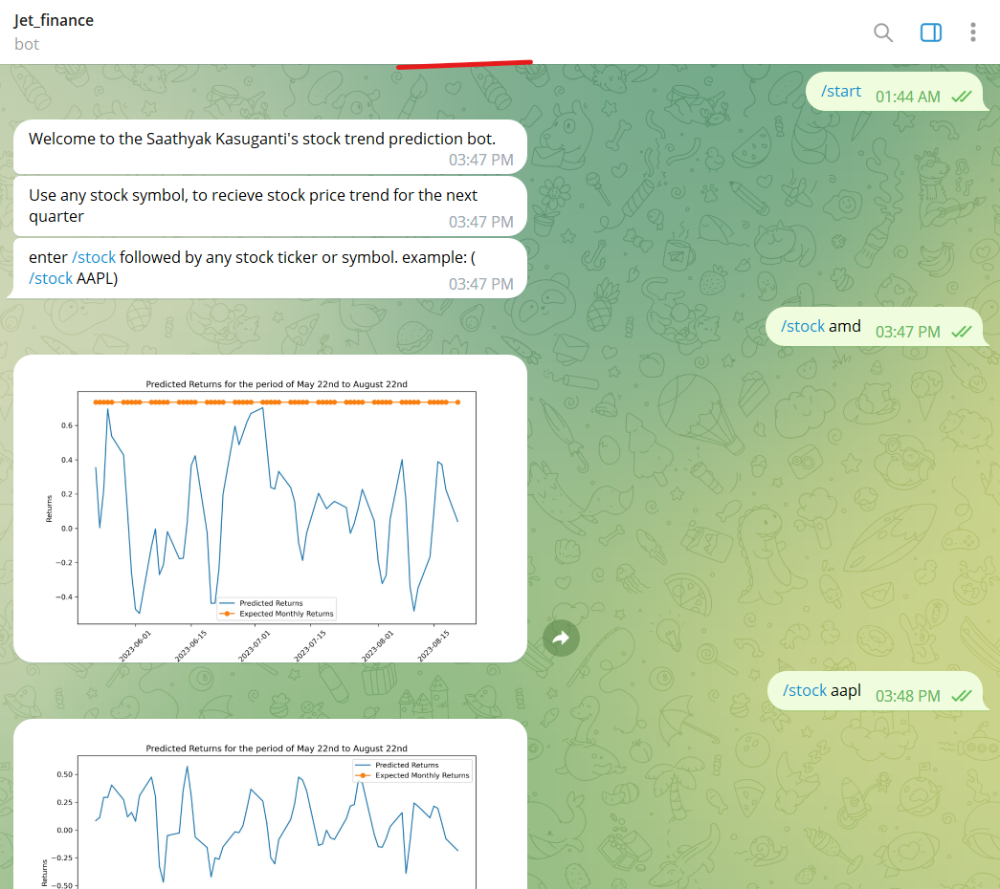 Jet_finance
bot
/start 01:44 AM
Welcome to the Saathyak Kasuganti's stock trend prediction bot.
03:47 PM
Use any stock symbol, to recieve stock price trend for the next
quarter 03:47 PM
enter /stock followed by any stock ticker or symbol. example: (
/stock AAPL) 03:47 PM
/stock amd 03:47 PM
Predicted Returns for the period of May 22nd to August 22nd
0.6
0.4
0.2
0.0
−0.2
−0.4
Returns
Predicted Returns
Expected Monthly Returns
2023-06-01
2023-06-15
2023-07-01
2023-07-15
2023-08-01
2023-08-15
/stock aapl 03:48 PM
Predicted Returns for the period of May 22nd to August 22nd
Predicted Returns
Expected Monthly Returns
0.50
0.25
0.00
−0.25
−0.50
Returns